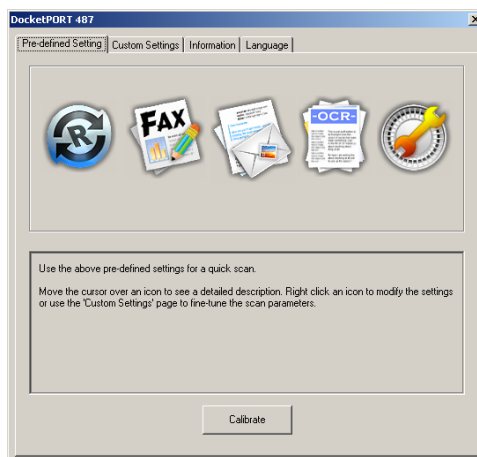 DocketPORT 487
Pre-defined Setting Custom Settings Information Language
R FAX -OCR-
Use the above pre-defined settings for a quick scan.
Move the cursor over an icon to see a detailed description. Right click an icon to modify the settings
or use the 'Custom Settings' page to fine-tune the scan parameters.
Calibrate